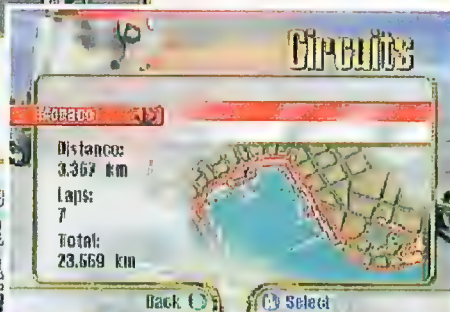 Circuits
Monaco
Distance:
3.367 km
Laps:
7
Total:
23.569 km
Back
Select